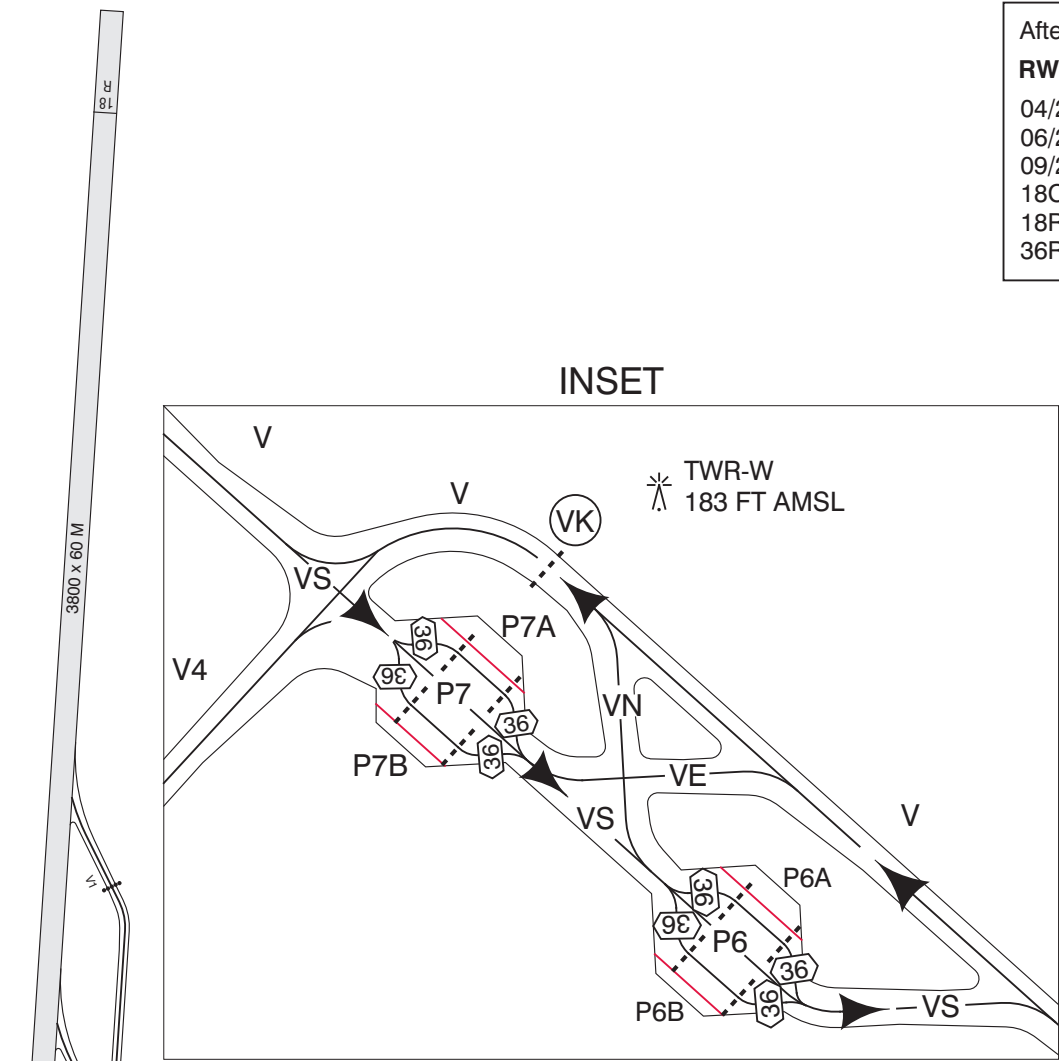 R
18
3800 x 60 M
V1
Afte
RW
04/2
06/2
09/2
18C
18R
36R
INSET
V
V
VK
TWR-W
183 FT AMSL
VS
V4
36
P7A
36
P7
36
36
P7B
VN
VE
VS
V
36
P6A
36
P6
36
36
P6B
VS